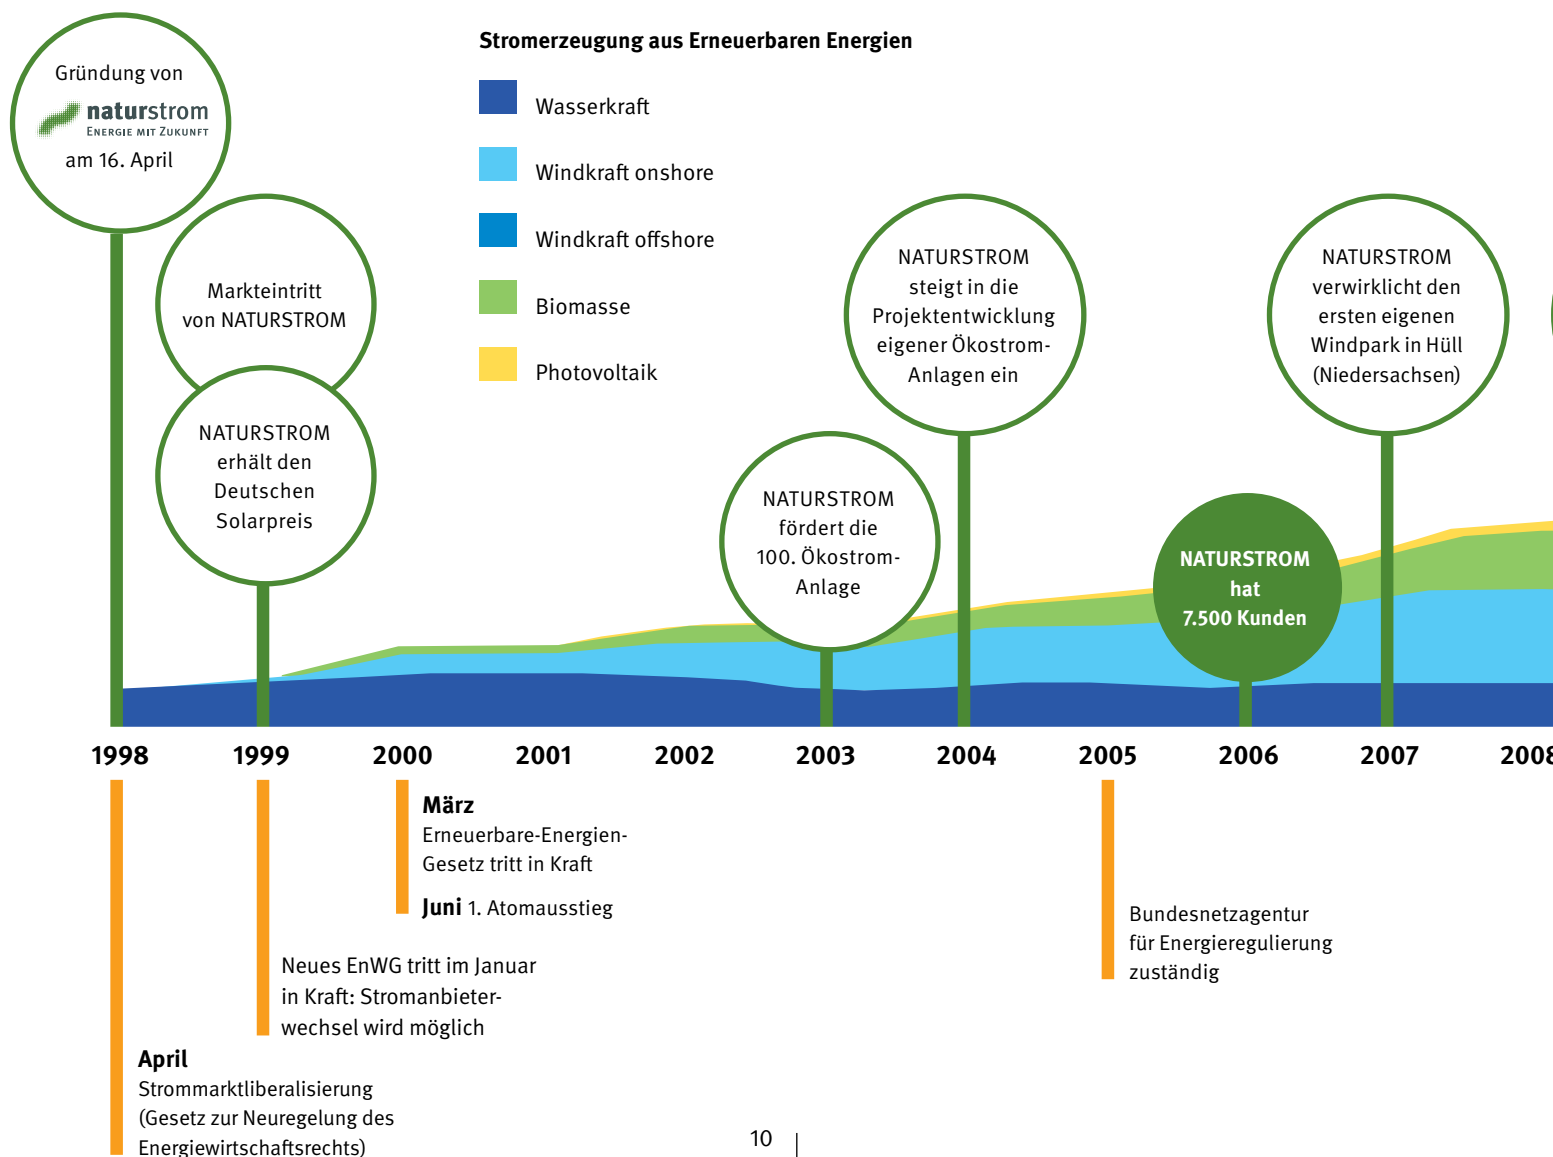 Gründung von
naturstrom
ENERGIE MIT ZUKUNFT
am 16. April
Stromerzeugung aus Erneuerbaren Energien
Wasserkraft
Windkraft onshore
Windkraft offshore
Biomasse
Photovoltaik
Markteintritt
von NATURSTROM
NATURSTROM
erhält den
Deutschen
Solarpreis
NATURSTROM
fördert die
100. Ökostrom-
Anlage
NATURSTROM
steigt in die
Projektentwicklung
eigener Ökostrom-
Anlagen ein
NATURSTROM
hat
7.500 Kunden
NATURSTROM
verwirklicht den
ersten eigenen
Windpark in Hüll
(Niedersachsen)
1998 1999 2000 2001 2002 2003 2004 2005 2006 2007 2008
April
Strommarktliberalisierung
(Gesetz zur Neuregelung des
Energiewirtschaftsrechts)
Neues EnWG tritt im Januar
in Kraft: Stromanbieter-
wechsel wird möglich
März
Erneuerbare-Energien-
Gesetz tritt in Kraft
Juni 1. Atomausstieg
Bundesnetzagentur
für Energieregulierung
zuständig
10